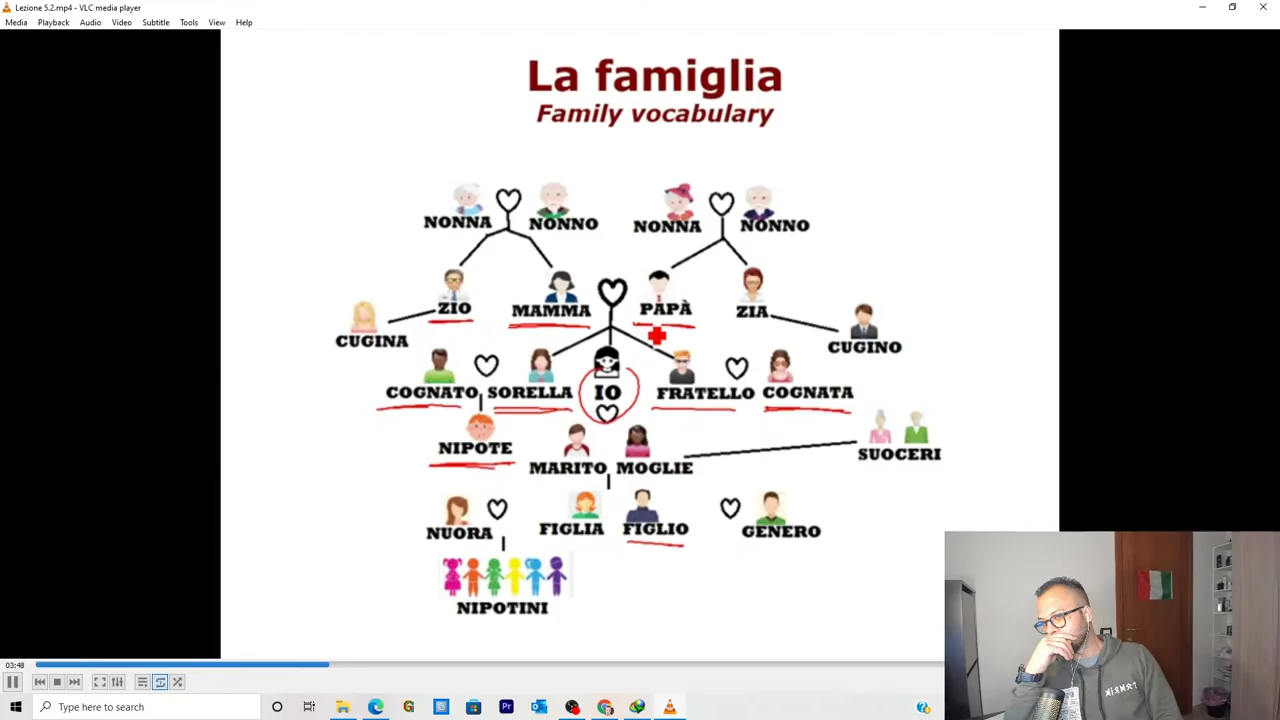 Lezione 5.2.mp4 - VLC media player
Media Playback Audio Video Subtitle Tools View Help
La famiglia
Family vocabulary
NONNA NONNO NONNA NONNO
ZIO MAMMA PAPÀ ZIA
CUGINA CUGINO
COGNATO SORELLA IO FRATELLO COGNATA
NIPOTE MARITO MOGLIE SUOCERI
NUORA FIGLIA FIGLIO GENERO
NIPOTINI
03:48
Type here to search